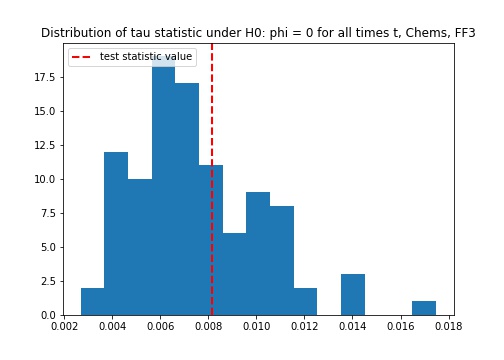 Distribution of tau statistic under H0: phi = 0 for all times t, Chems, FF3
test statistic value
17.5
15.0
12.5
10.0
7.5
5.0
2.5
0.0
0.002 0.004 0.006 0.008 0.010 0.012 0.014 0.016 0.018